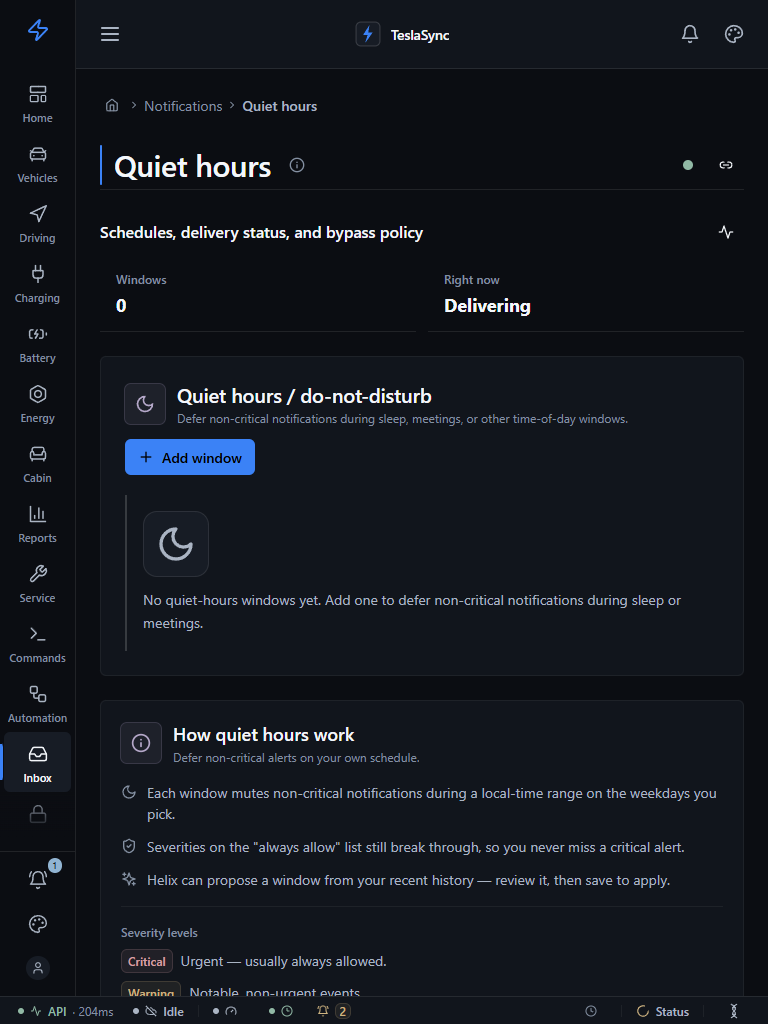 TeslaSync
Home
Vehicles
Driving
Charging
Battery
Energy
Cabin
Reports
Service
Commands
Automation
Inbox
1
Notifications
Quiet hours
Quiet hours
Schedules, delivery status, and bypass policy
Windows
0
Right now
Delivering
Quiet hours / do-not-disturb
Defer non-critical notifications during sleep, meetings, or other time-of-day windows.
Add window
No quiet-hours windows yet. Add one to defer non-critical notifications during sleep or
meetings.
How quiet hours work
Defer non-critical alerts on your own schedule.
Each window mutes non-critical notifications during a local-time range on the weekdays you
pick.
Severities on the "always allow" list still break through, so you never miss a critical alert.
Helix can propose a window from your recent history — review it, then save to apply.
Severity levels
Critical Urgent — usually always allowed.
Warning Notable, non-urgent events
API · 204ms Idle 2 Status